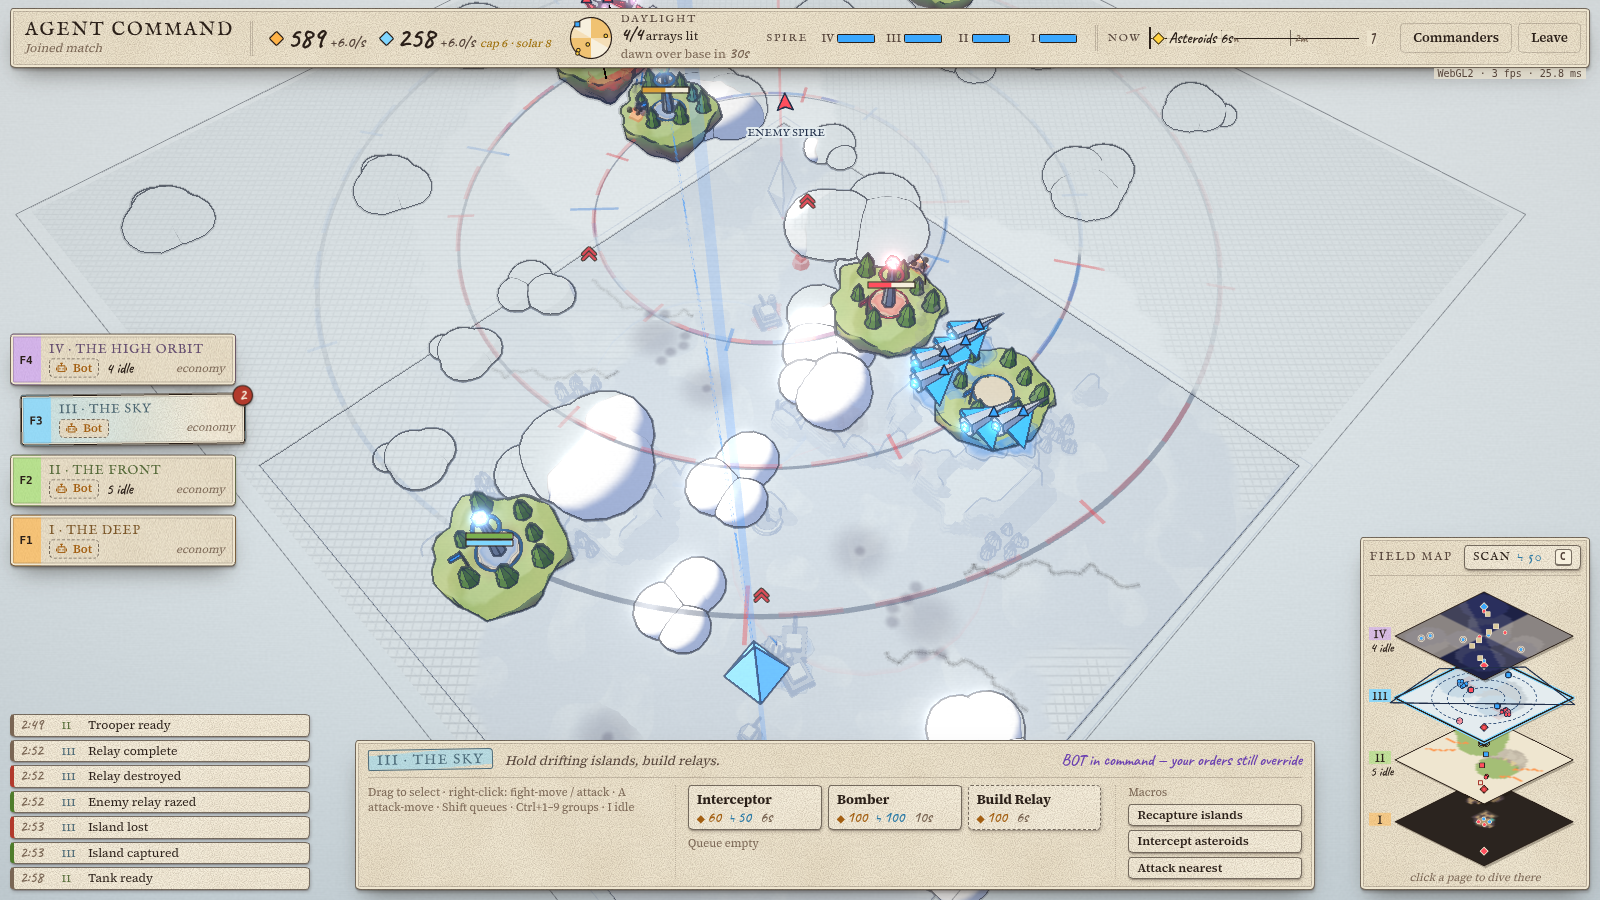 AGENT COMMAND
Joined match
589 +6.0/s
258 +6.0/s cap 6 · solar 8
DAYLIGHT
4/4 arrays lit
dawn over base in 30s
SPIRE IV III II I
NOW Asteroids 6s 2m
Commanders
Leave
WebGL2 · 3 fps · 25.8 ms
ENEMY SPIRE
F4 IV · THE HIGH ORBIT
Bot 4 idle economy
2
F3 III · THE SKY
Bot economy
F2 II · THE FRONT
Bot 5 idle economy
F1 I · THE DEEP
Bot economy
2:49 II Trooper ready
2:52 III Relay complete
2:52 III Relay destroyed
2:52 III Enemy relay razed
2:53 III Island lost
2:53 III Island captured
2:58 II Tank ready
III · THE SKY
Hold drifting islands, build relays.
BOT in command — your orders still override
Drag to select · right-click: fight-move / attack · A
attack-move · Shift queues · Ctrl+1–9 groups · I idle
Interceptor
60 50 6s
Bomber
100 100 10s
Build Relay
100 6s
Queue empty
Macros
Recapture islands
Intercept asteroids
Attack nearest
FIELD MAP
SCAN 50 C
IV
4 idle
III
II
5 idle
I
click a page to dive there